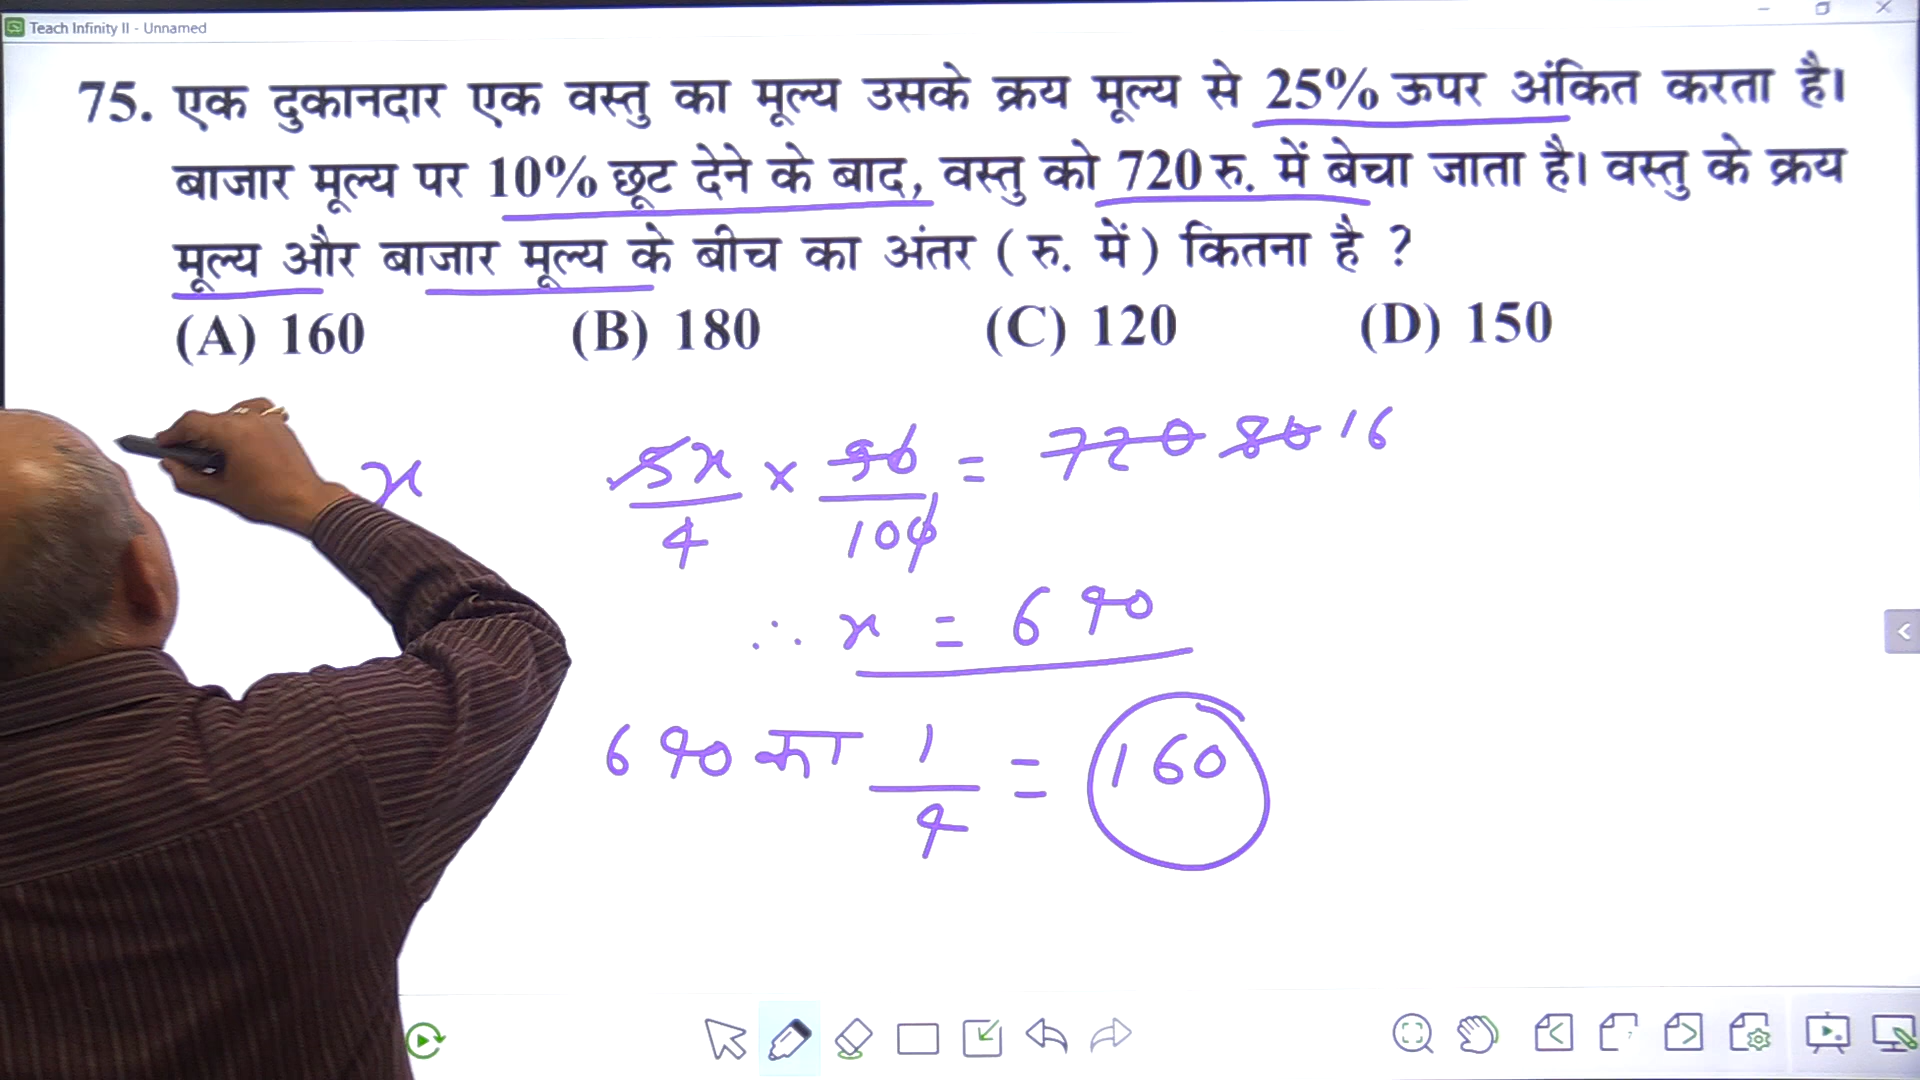 Teach Infinity II - Unnamed
75. एक दुकानदार एक वस्तु का मूल्य उसके क्रय मूल्य से 25% ऊपर अंकित करता है।
बाजार मूल्य पर 10% छूट देने के बाद, वस्तु को 720 रु. में बेचा जाता है। वस्तु के क्रय
मूल्य और बाजार मूल्य के बीच का अंतर ( रु. में ) कितना है ?
(A) 160 (B) 180 (C) 120 (D) 150
x 5x/4 × 90/100 = 720 80 16
∴ x = 640
640 का 1/4 = 160